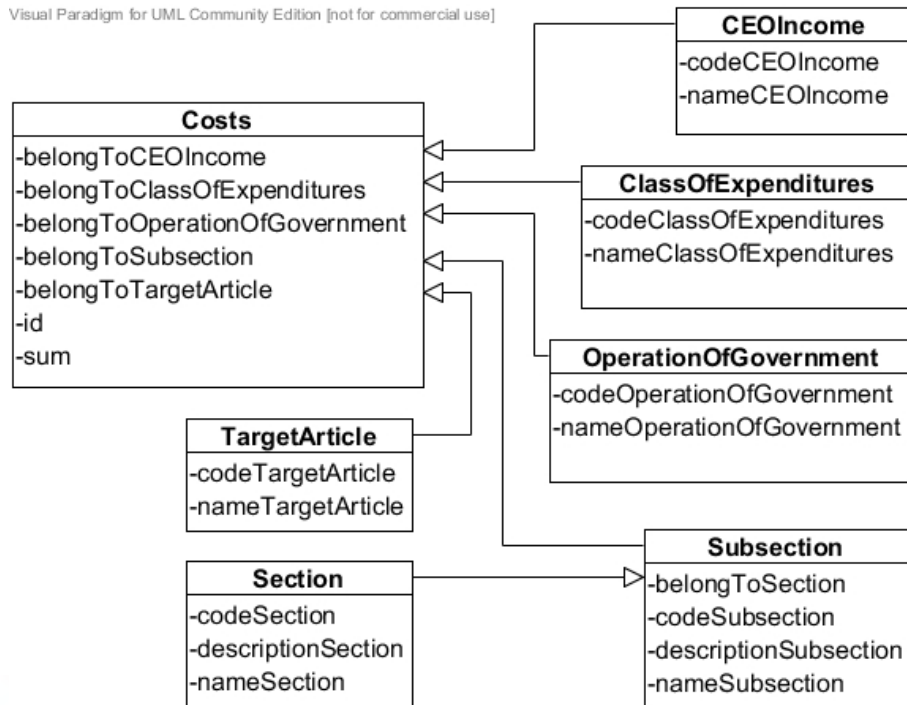 Visual Paradigm for UML Community Edition [not for commercial use]
CEOIncome
-codeCEOIncome
-nameCEOIncome
Costs
-belongToCEOIncome
-belongToClassOfExpenditures
-belongToOperationOfGovernment
-belongToSubsection
-belongToTargetArticle
-id
-sum
ClassOfExpenditures
-codeClassOfExpenditures
-nameClassOfExpenditures
OperationOfGovernment
-codeOperationOfGovernment
-nameOperationOfGovernment
TargetArticle
-codeTargetArticle
-nameTargetArticle
Section
-codeSection
-descriptionSection
-nameSection
Subsection
-belongToSection
-codeSubsection
-descriptionSubsection
-nameSubsection